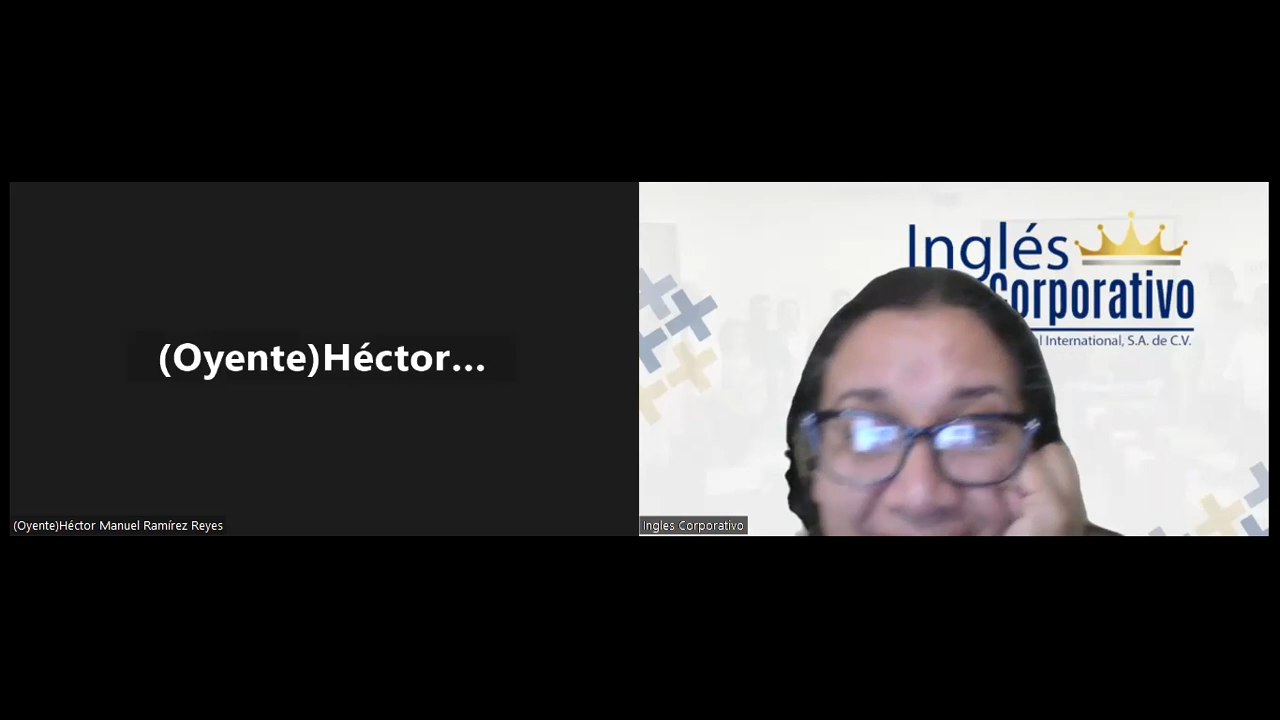 (Oyente)Héctor...
(Oyente)Héctor Manuel Ramírez Reyes
Inglés
Corporativo
l International, S.A. de C.V.
Ingles Corporativo